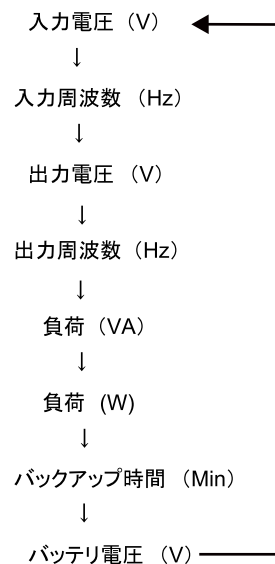 入力電圧（V）
↓
入力周波数（Hz）
↓
出力電圧（V）
↓
出力周波数（Hz）
↓
負荷（VA）
↓
負荷 (W)
↓
バックアップ時間（Min）
↓
バッテリ電圧（V）